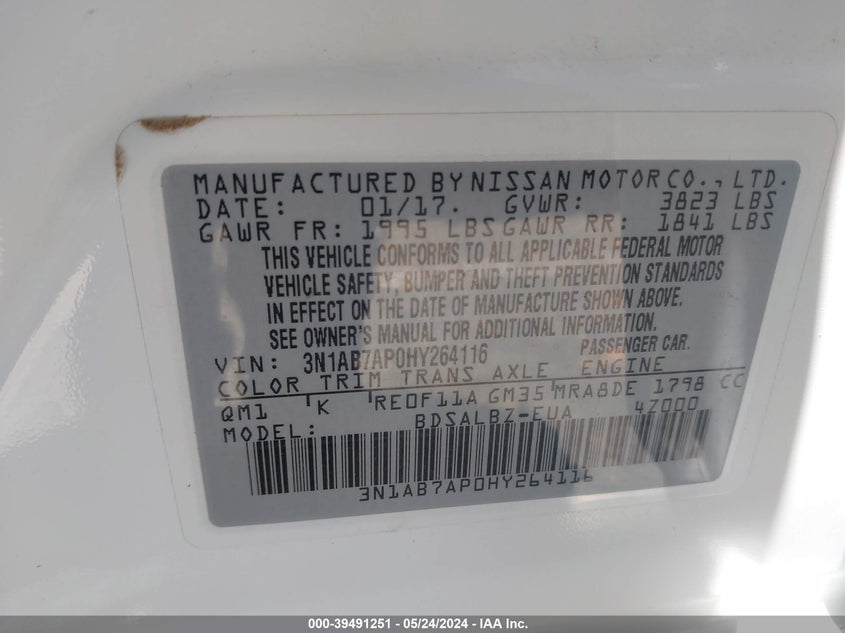 MANUFACTURED BY NISSAN MOTOR CO., LTD.
DATE: 01/17. GVWR: 3823 LBS
GAWR FR: 1995 LBS GAWR RR: 1841 LBS
THIS VEHICLE CONFORMS TO ALL APPLICABLE FEDERAL MOTOR
VEHICLE SAFETY, BUMPER AND THEFT PREVENTION STANDARDS
IN EFFECT ON THE DATE OF MANUFACTURE SHOWN ABOVE.
SEE OWNER'S MANUAL FOR ADDITIONAL INFORMATION.
VIN: 3N1AB7AP0HY264116 PASSENGER CAR.
COLOR TRIM TRANS AXLE ENGINE
QM1 K RE0F11A GM35 MRA8DE 1798 CC
MODEL: BDSALBZ-EUA 4Z000
3N1AB7AP0HY264116
000-39491251 - 05/24/2024 - IAA Inc.